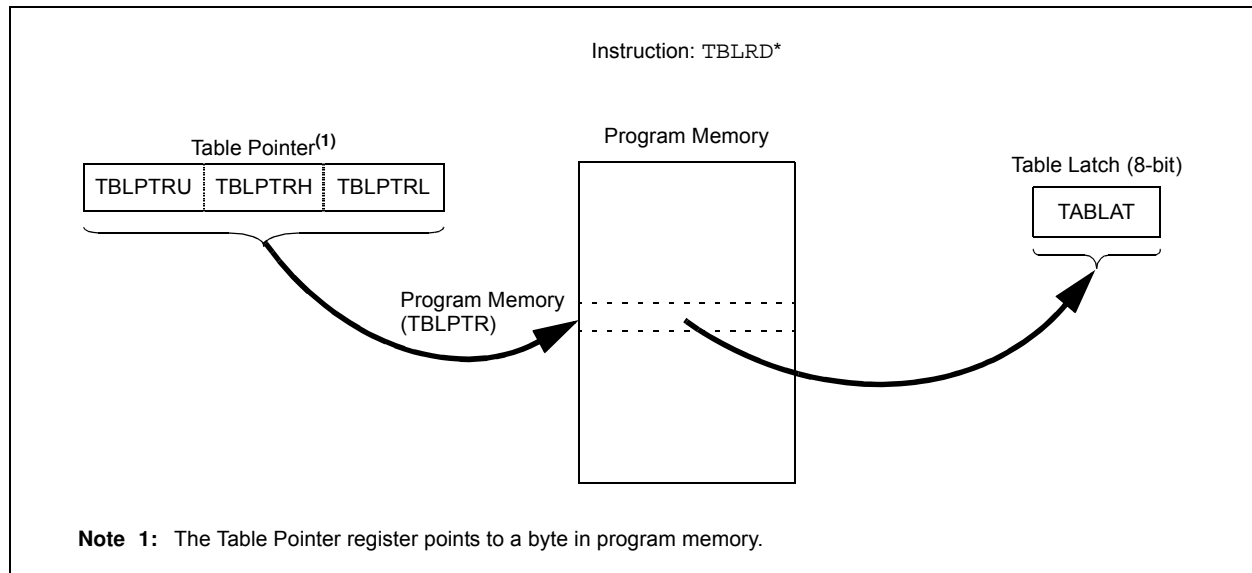 Instruction: TBLRD*
Table Pointer(1)
TBLPTRU TBLPTRH TBLPTRL
Program Memory
Table Latch (8-bit)
TABLAT
Program Memory
(TBLPTR)
Note 1: The Table Pointer register points to a byte in program memory.